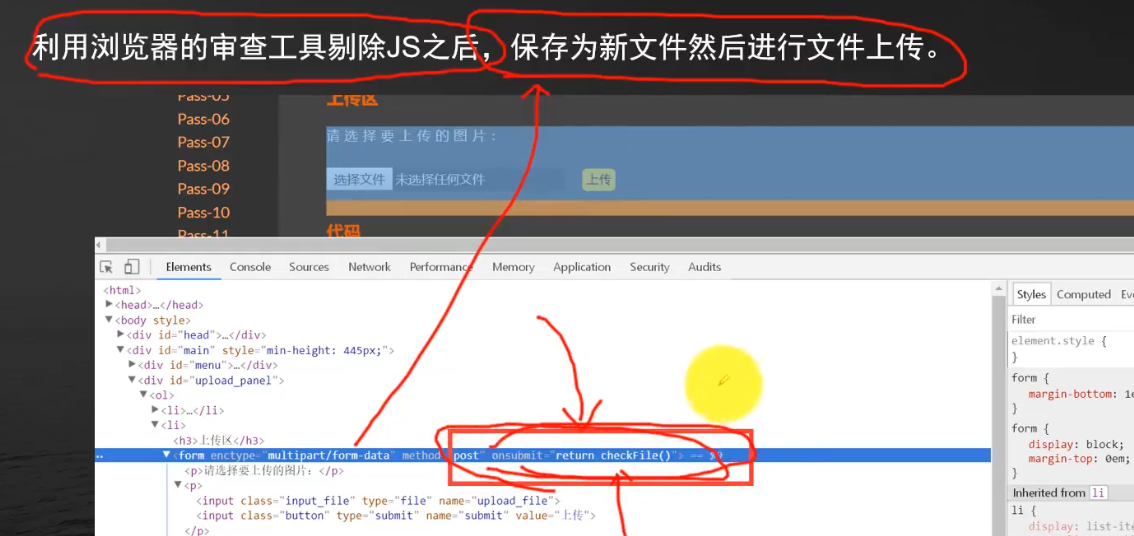 利用浏览器的审查工具剔除JS之后，保存为新文件然后进行文件上传。
Pass-05
上传区
Pass-06
请选择要上传的图片：
Pass-07
Pass-08
选择文件 未选择任何文件 上传
Pass-09
Pass-10
Pass-11
代码
Elements Console Sources Network Performance Memory Application Security Audits
<html>
<head>…</head>
<body style>
<div id="head">…</div>
<div id="main" style="min-height: 445px;">
<div id="menu">…</div>
<div id="upload_panel">
<ol>
<li>…</li>
<li>
<h3>上传区</h3>
<form enctype="multipart/form-data" method post" onsubmit="return checkFile()"> ==
<p>请选择要上传的图片：</p>
<p>
<input class="input_file" type="file" name="upload_file">
<input class="button" type="submit" name="submit" value="上传">
</p>
Styles Computed
Filter
element.style {
}
form {
margin-bottom:
}
form {
display: block;
margin-top: 0em;
}
Inherited from li
li {
display: